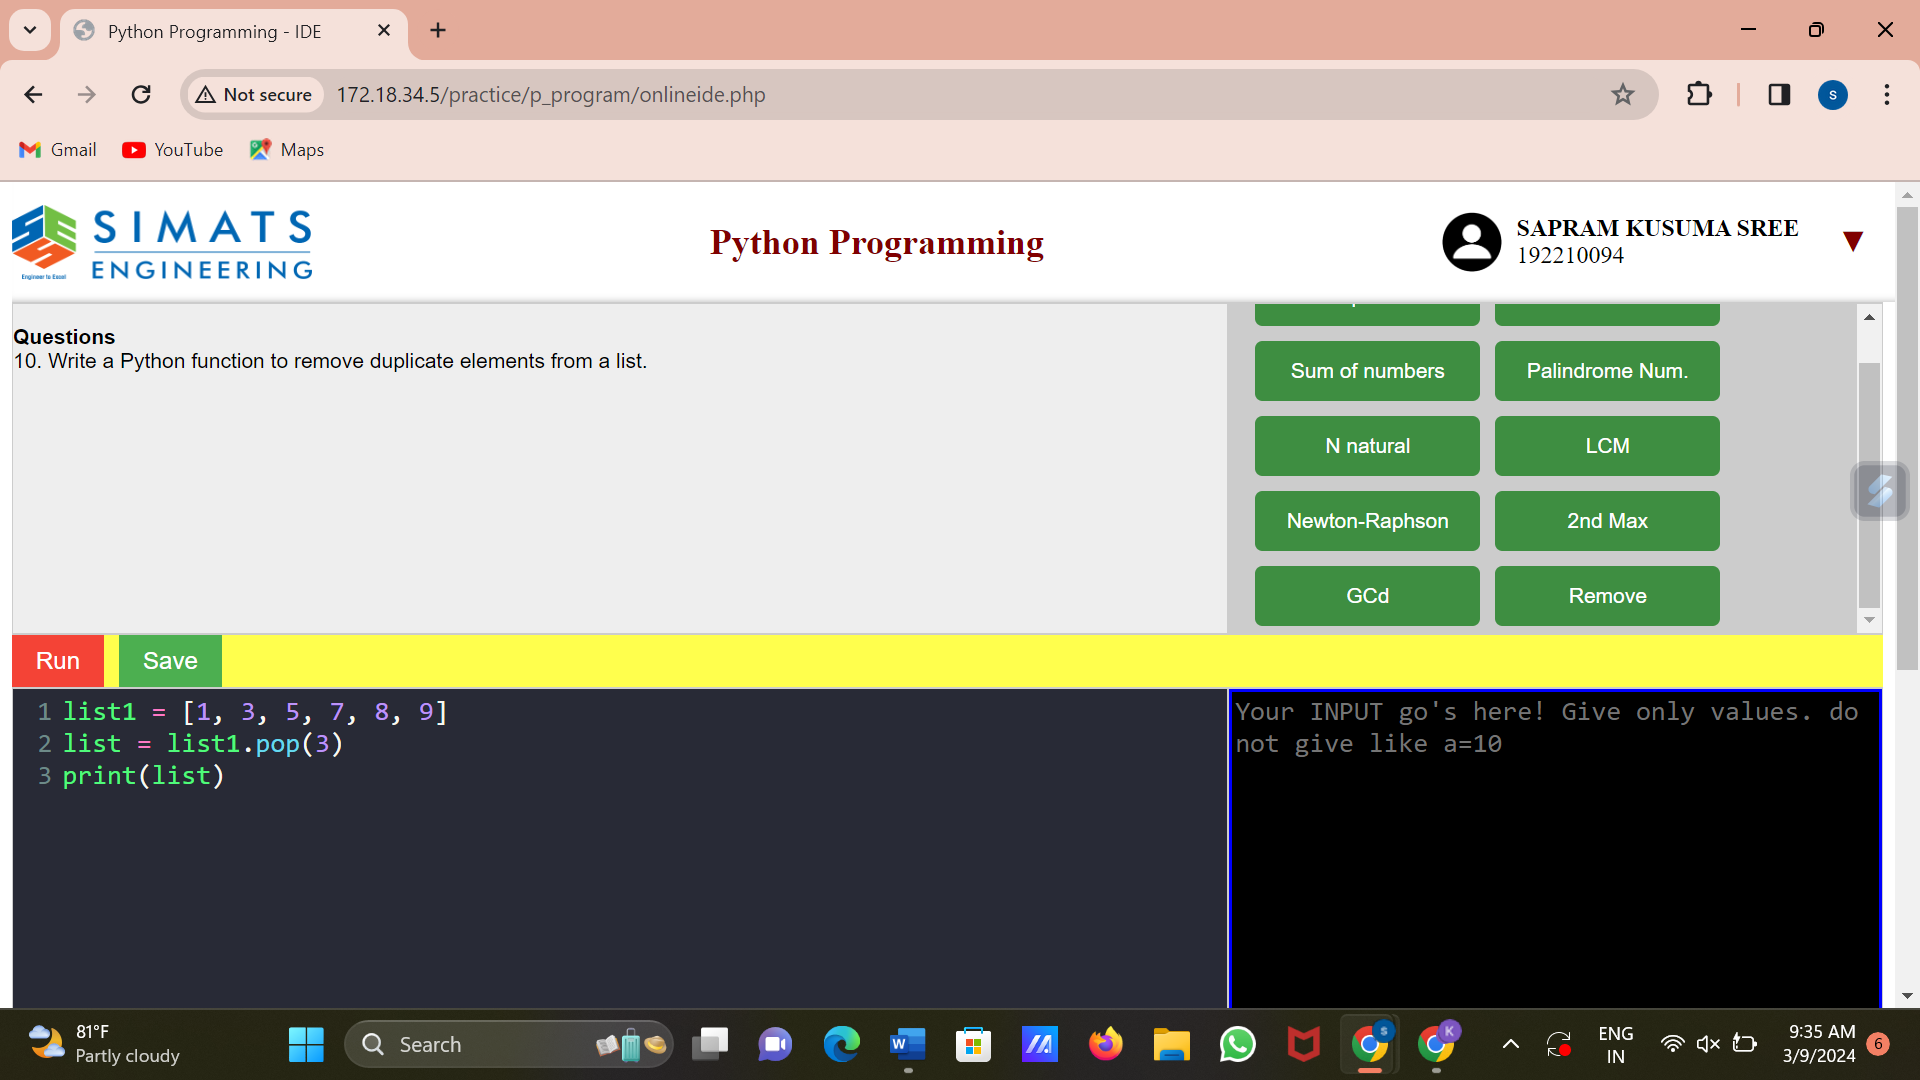 Python Programming - IDE
Not secure
172.18.34.5/practice/p_program/onlineide.php
S
Gmail
YouTube
Maps
SIMATS
ENGINEERING
Engineer to Excel
Python Programming
SAPRAM KUSUMA SREE
192210094
Questions
10. Write a Python function to remove duplicate elements from a list.
Sum of numbers
Palindrome Num.
N natural
LCM
Newton-Raphson
2nd Max
GCd
Remove
Run
Save
1 list1 = [1, 3, 5, 7, 8, 9]
2 list = list1.pop(3)
3 print(list)
Your INPUT go's here! Give only values. do
not give like a=10
81°F
Partly cloudy
Search
W
S
K
ENG
IN
9:35 AM
3/9/2024
6